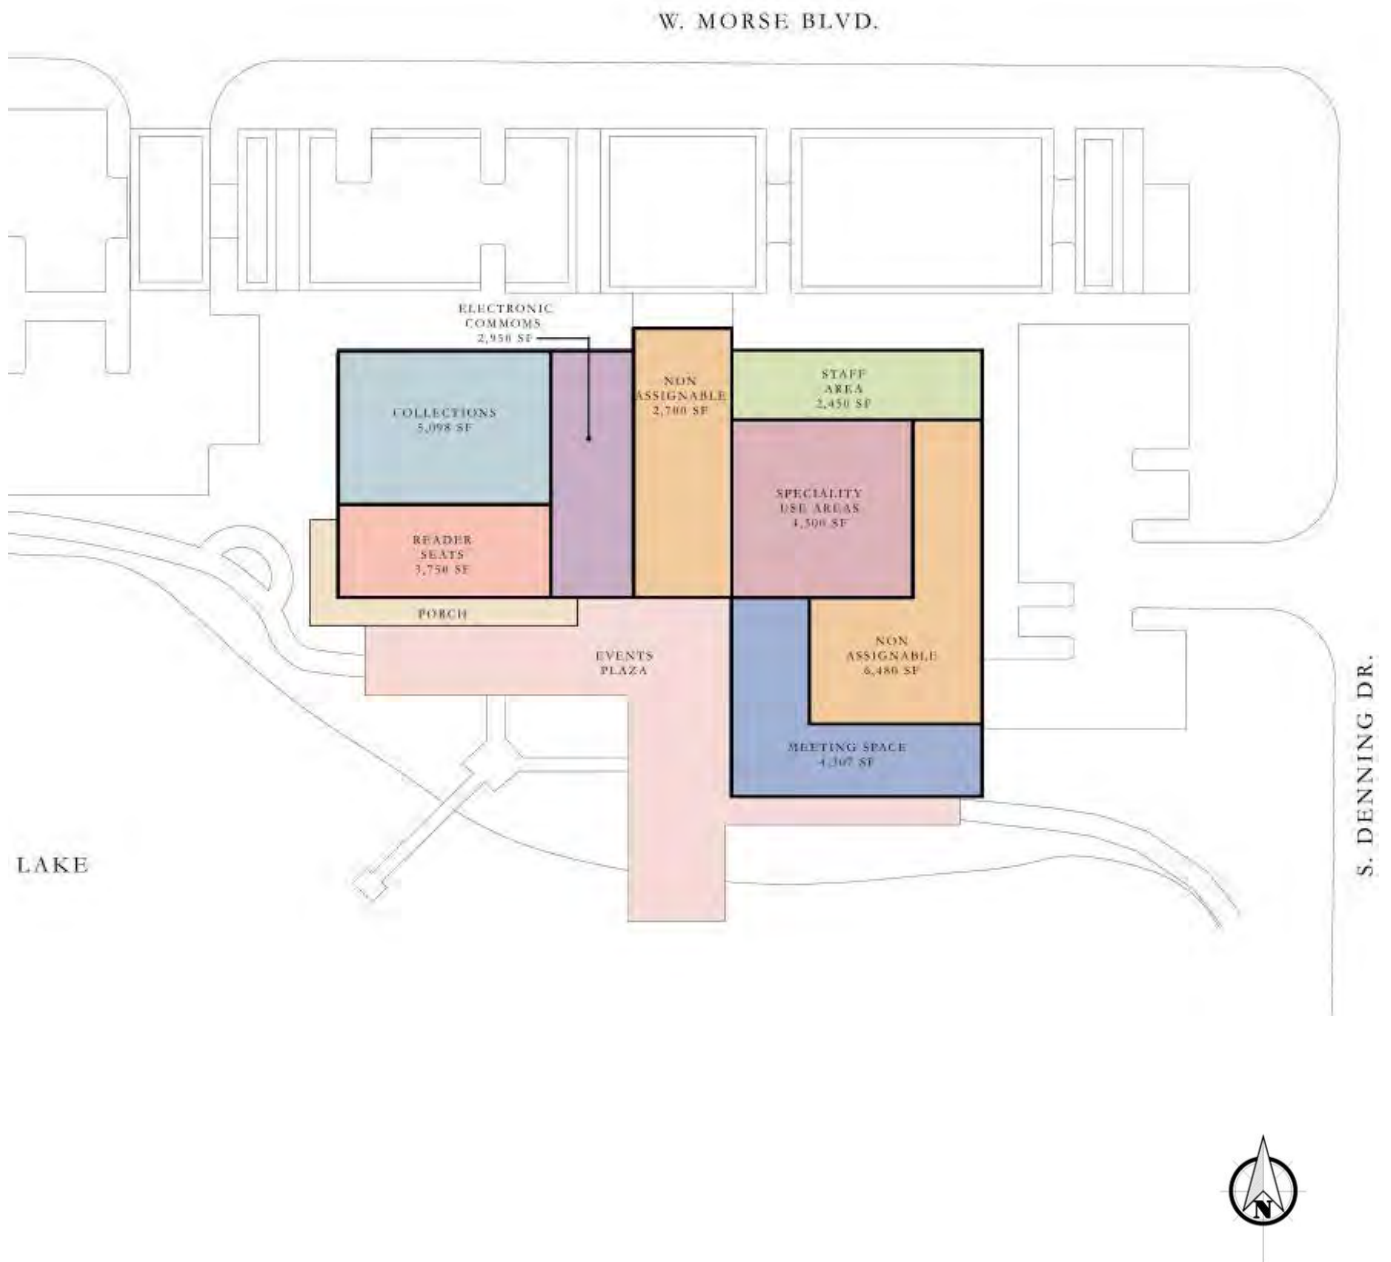 W. MORSE BLVD.
ELECTRONIC
COMMOMS
2,950 SF
NON
ASSIGNABLE
2,700 SF
STAFF
AREA
2,450 SF
COLLECTIONS
5,098 SF
SPECIALITY
USE AREAS
4,500 SF
READER
SEATS
3,750 SF
PORCH
EVENTS
PLAZA
NON
ASSIGNABLE
6,480 SF
MEETING SPACE
4,307 SF
S. DENNING DR.
LAKE
N